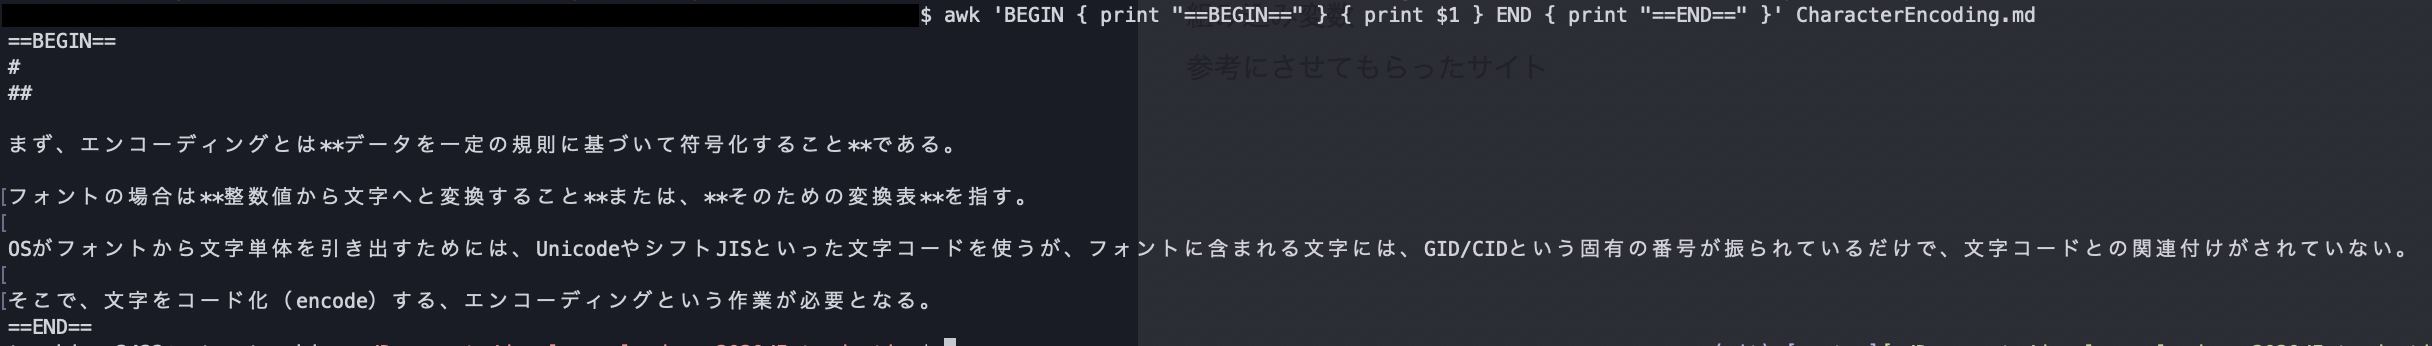 $ awk 'BEGIN { print "==BEGIN==" } { print $1 } END { print "==END==" }' CharacterEncoding.md
==BEGIN==
#
##
まず、エンコーディングとは**データを一定の規則に基づいて符号化すること**である。
[フォントの場合は**整数値から文字へと変換すること**または、**そのための変換表**を指す。
[
OSがフォントから文字単体を引き出すためには、UnicodeやシフトJISといった文字コードを使うが、フォントに含まれる文字には、GID/CIDという固有の番号が振られているだけで、文字コードとの関連付けがされていない。
[
[そこで、文字をコード化（encode）する、エンコーディングという作業が必要となる。
==END==
参考にさせてもらったサイト